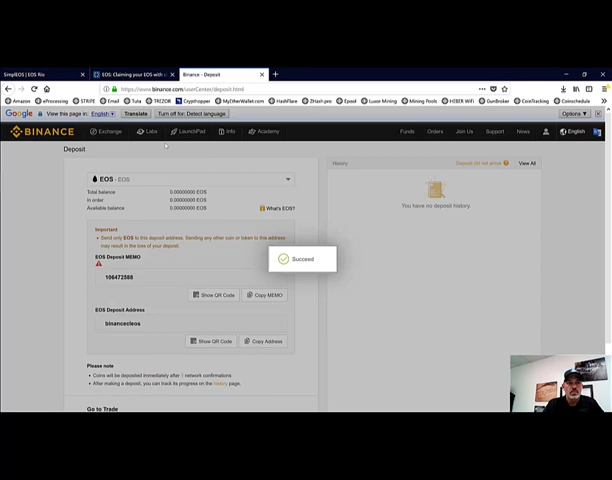 SimplEOS | EOS Rio
EOS: Claiming your EOS with
Binance - Deposit
https://www.binance.com/userCenter/deposit.html
Amazon eProcessing STRIPE Email Tuta TREZOR Crypthopper MyEtherWallet.com HashFlare ZHash.pro Epool Luxor Mining Mining Pools HEBER WiFi GunBroker CoinTracking Coinschedule
Google View this page in: English Translate Turn off for: Detect language Options
BINANCE Exchange Labs LaunchPad Info Academy Funds Orders Join Us Support News English
Deposit
History Deposit did not arrive View All
EOS - EOS
Total balance 0.00000000 EOS
In order 0.00000000 EOS
Available balance 0.00000000 EOS What's EOS?
You have no deposit history.
Important
• Send only EOS to this deposit address. Sending any other coin or token to this address
may result in the loss of your deposit.
EOS Deposit MEMO
Succeed
106472588
Show QR Code Copy MEMO
EOS Deposit Address
binancecleos
Show QR Code Copy Address
Please note
• Coins will be deposited immediately after 1 network confirmations
• After making a deposit, you can track its progress on the history page.
Go to Trade